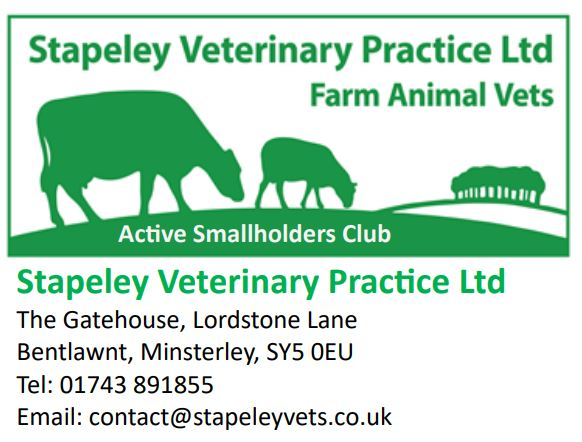 Stapeley Veterinary Practice Ltd
Farm Animal Vets
Active Smallholders Club
Stapeley Veterinary Practice Ltd
The Gatehouse, Lordstone Lane
Bentlawnt, Minsterley, SY5 0EU
Tel: 01743 891855
Email: contact@stapeleyvets.co.uk